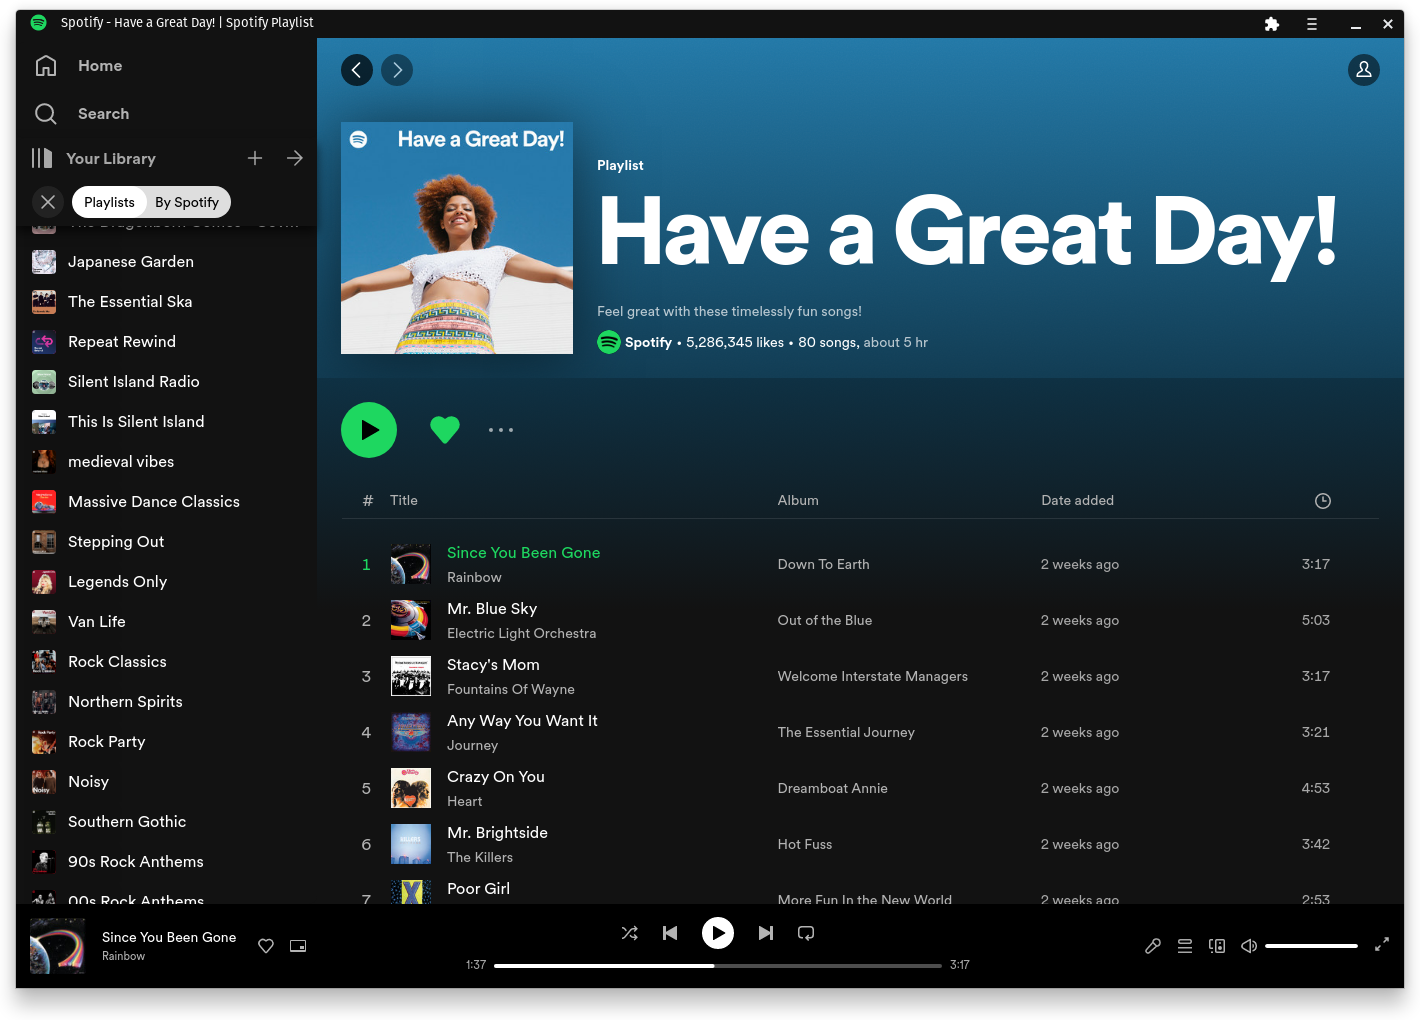 Spotify - Have a Great Day! | Spotify Playlist
Home
Search
Your Library
Playlists By Spotify
Japanese Garden
The Essential Ska
Repeat Rewind
Silent Island Radio
This Is Silent Island
medieval vibes
Massive Dance Classics
Stepping Out
Legends Only
Van Life
Rock Classics
Northern Spirits
Rock Party
Noisy
Southern Gothic
90s Rock Anthems
00s Rock Anthems
Have a Great Day!
Playlist
Have a Great Day!
Feel great with these timelessly fun songs!
Spotify • 5,286,345 likes • 80 songs, about 5 hr
# Title Album Date added
1 Since You Been Gone Down To Earth 2 weeks ago 3:17
Rainbow
2 Mr. Blue Sky Out of the Blue 2 weeks ago 5:03
Electric Light Orchestra
3 Stacy's Mom Welcome Interstate Managers 2 weeks ago 3:17
Fountains Of Wayne
4 Any Way You Want It The Essential Journey 2 weeks ago 3:21
Journey
5 Crazy On You Dreamboat Annie 2 weeks ago 4:53
Heart
6 Mr. Brightside Hot Fuss 2 weeks ago 3:42
The Killers
7 Poor Girl More Fun In the New World 2 weeks ago 2:53
Since You Been Gone
Rainbow
1:37 3:17